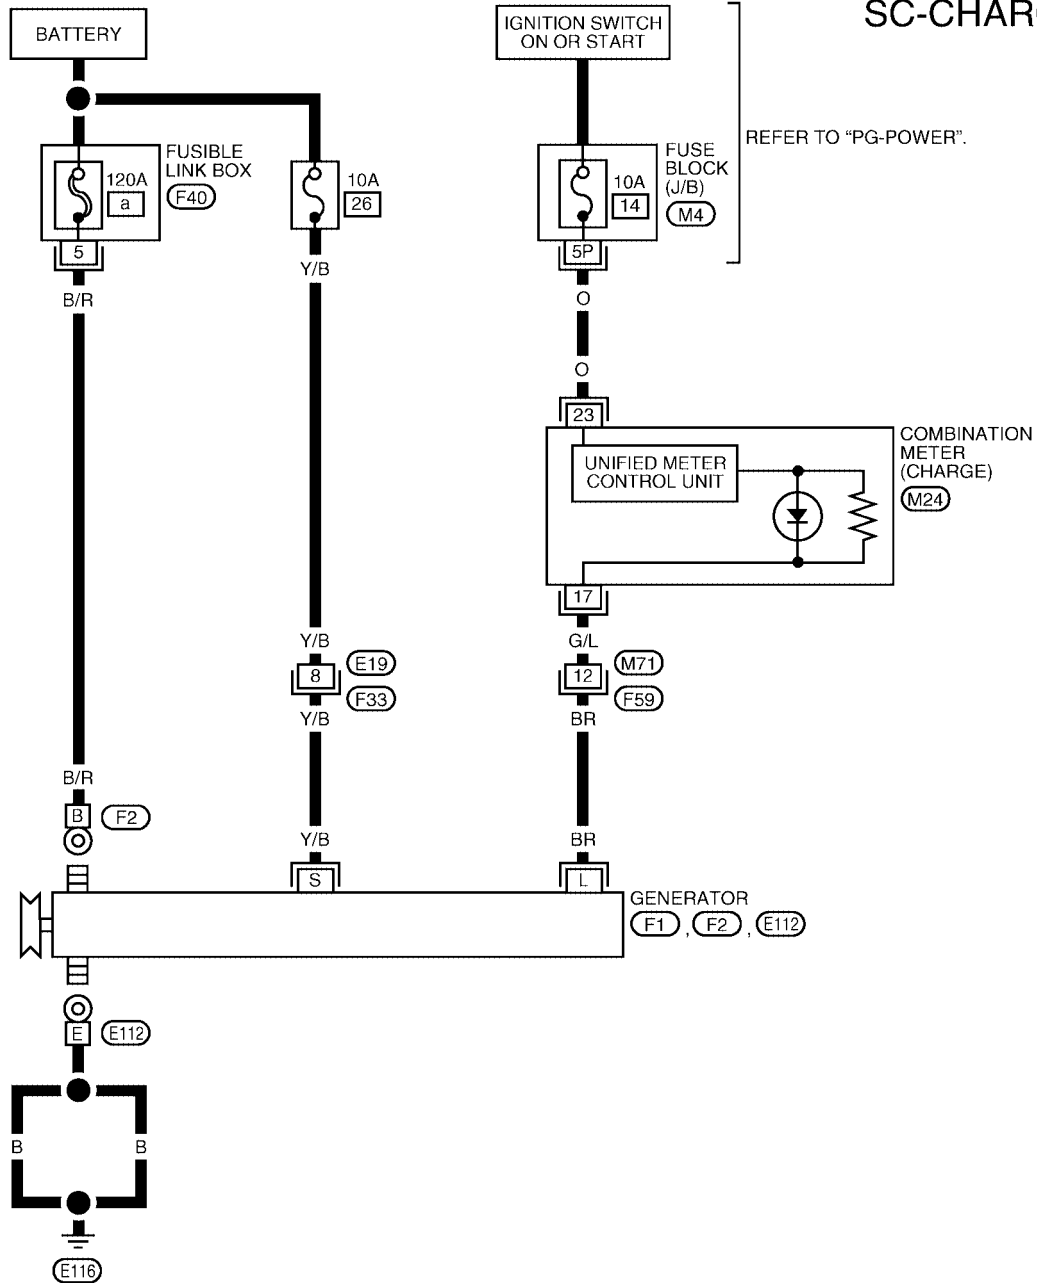 SC-CHAR
BATTERY
IGNITION SWITCH
ON OR START
REFER TO “PG-POWER”.
FUSIBLE
LINK BOX
F40
120A
a
5
10A
26
FUSE
BLOCK
(J/B)
M4
10A
14
5P
B/R
Y/B
O
O
23
COMBINATION
METER
(CHARGE)
M24
UNIFIED METER
CONTROL UNIT
17
Y/B
G/L
8
E19
F33
12
M71
F59
Y/B
BR
B/R
B
F2
Y/B
BR
S
L
GENERATOR
F1 , F2 , E112
E
E112
B
B
E116